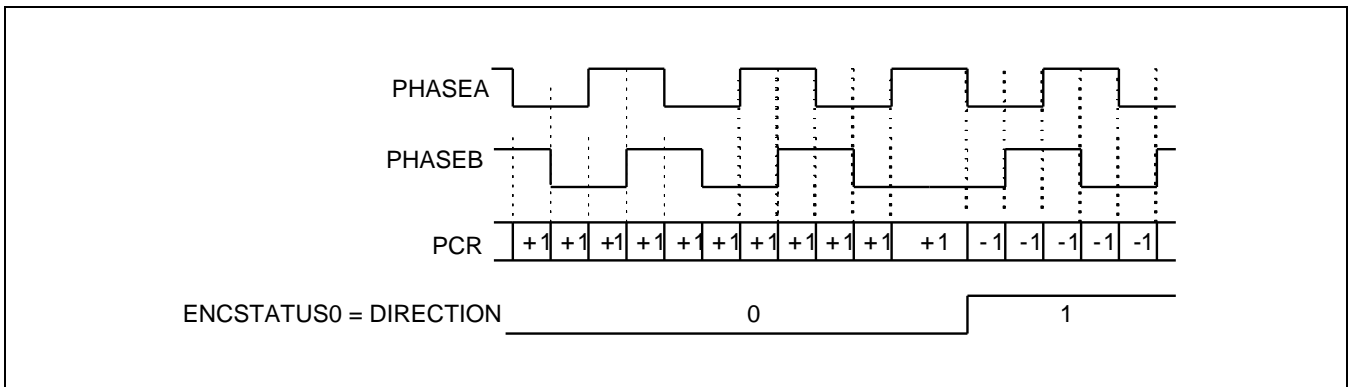 PHASEA
PHASEB
PCR +1 +1 +1 +1 +1 +1 +1 +1 +1 +1 +1 -1 -1 -1 -1 -1
ENCSTATUS0 = DIRECTION 0 1